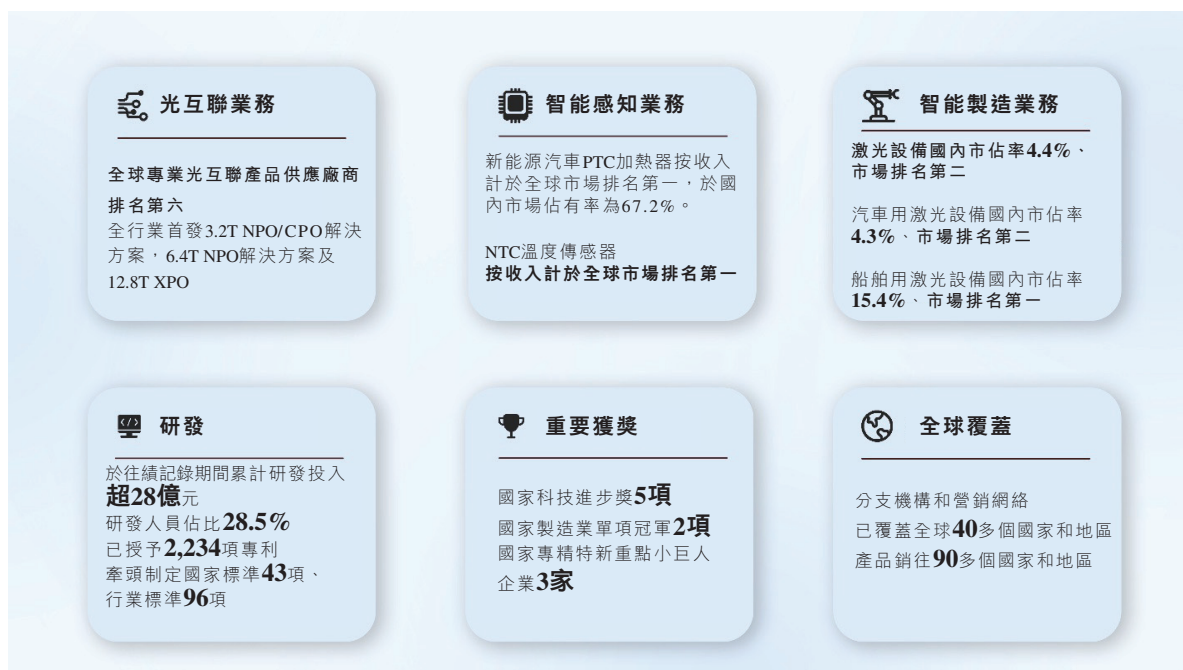 光互聯業務
全球專業光互聯產品供應廠商
排名第六
全行業首發3.2T NPO/CPO解決
方案，6.4T NPO解決方案及
12.8T XPO
智能感知業務
新能源汽車PTC加熱器按收入
計於全球市場排名第一，於國
內市場佔有率為67.2%。
NTC溫度傳感器
按收入計於全球市場排名第一
智能製造業務
激光設備國內市佔率4.4%、
市場排名第二
汽車用激光設備國內市佔率
4.3%、市場排名第二
船舶用激光設備國內市佔率
15.4%、市場排名第一
研發
於往績記錄期間累計研發投入
超28億元
研發人員佔比28.5%
已授予2,234項專利
牽頭制定國家標準43項、
行業標準96項
重要獲獎
國家科技進步獎5項
國家製造業單項冠軍2項
國家專精特新重點小巨人
企業3家
全球覆蓋
分支機構和營銷網絡
已覆蓋全球40多個國家和地區
產品銷往90多個國家和地區